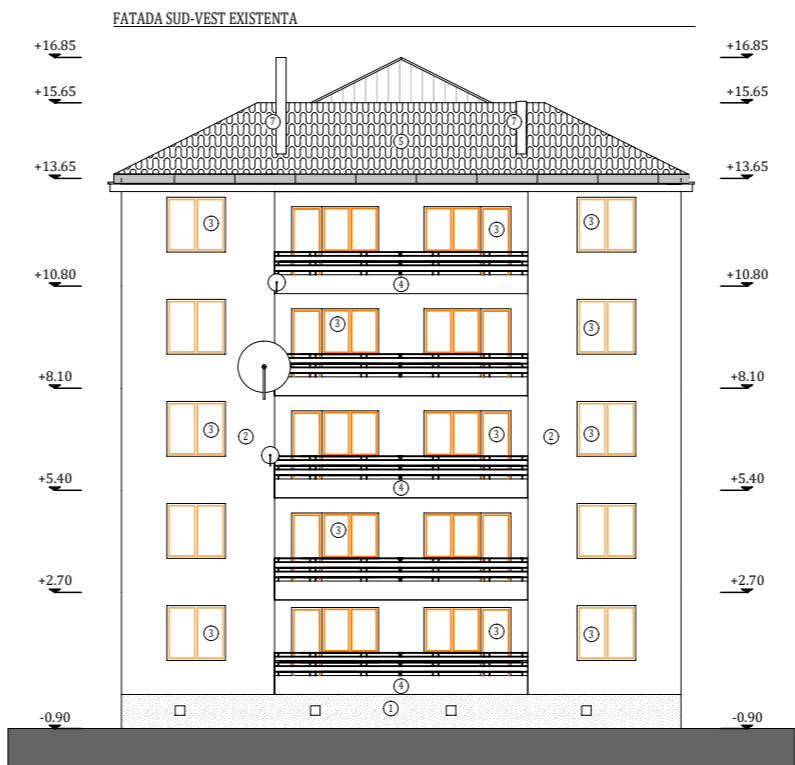 FATADA SUD-VEST EXISTENTA
+16.85 +16.85
+15.65 +15.65
7 7
5
+13.65 +13.65
3 3 3
+10.80 4 +10.80
3 3
+8.10 +8.10
3 2 3 2 3
+5.40 4 +5.40
3
+2.70 +2.70
3 3 3
4
1
-0.90 -0.90